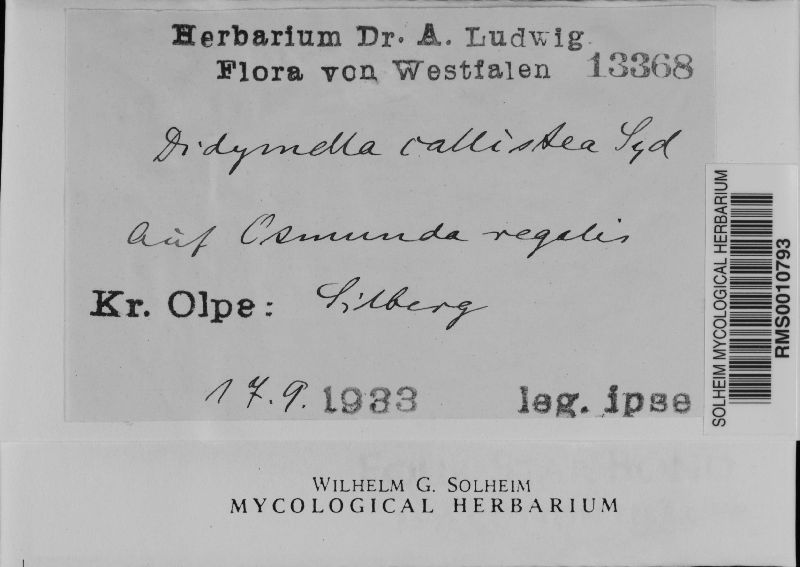 Herbarium Dr. A. Ludwig
Flora von Westfalen 13368
Didymella callistea Syd
auf Osmunda regalis
Kr. Olpe: Silberg
17.9.1933 leg. ipse
SOLHEIM MYCOLOGICAL HERBARIUM
RMS0010793
WILHELM G. SOLHEIM
MYCOLOGICAL HERBARIUM